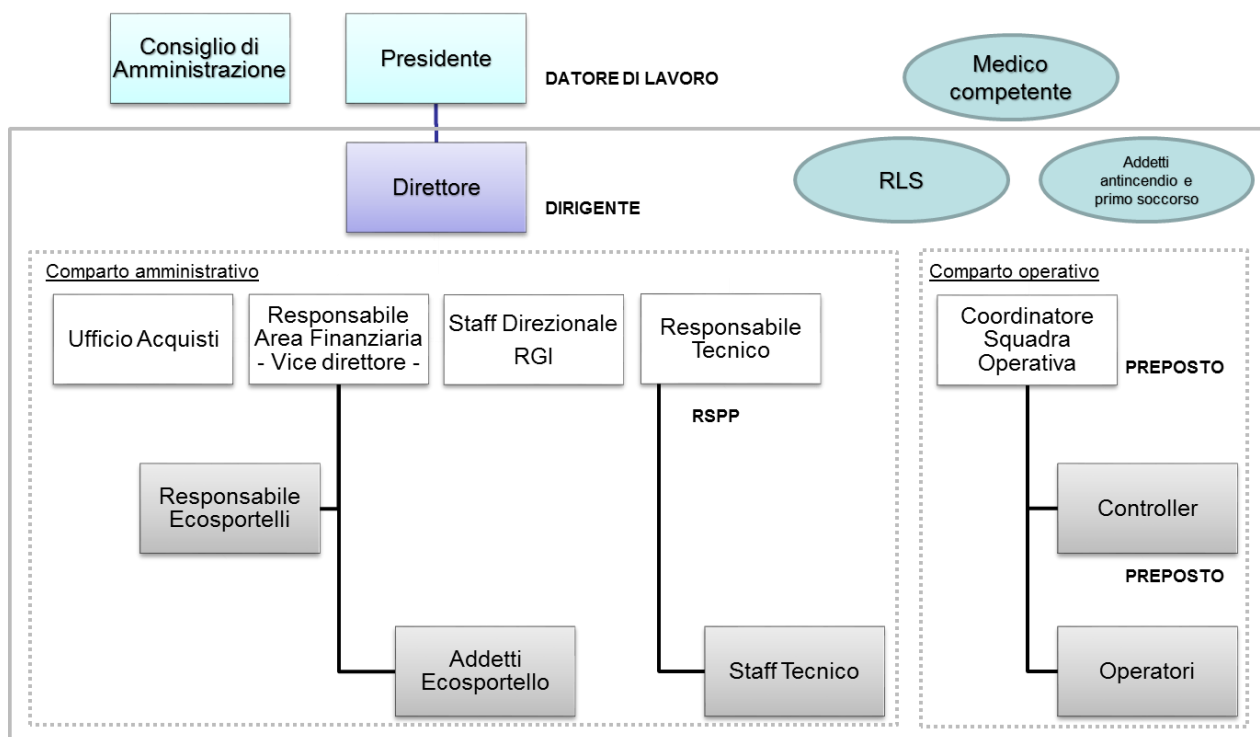 Consiglio di
Amministrazione
Presidente
DATORE DI LAVORO
Medico
competente
Direttore
DIRIGENTE
RLS
Addetti
antincendio e
primo soccorso
Comparto amministrativo
Ufficio Acquisti
Responsabile
Area Finanziaria
- Vice direttore -
Staff Direzionale
RGI
Responsabile
Tecnico
RSPP
Responsabile
Ecosportelli
Addetti
Ecosportello
Staff Tecnico
Comparto operativo
Coordinatore
Squadra
Operativa
PREPOSTO
Controller
PREPOSTO
Operatori